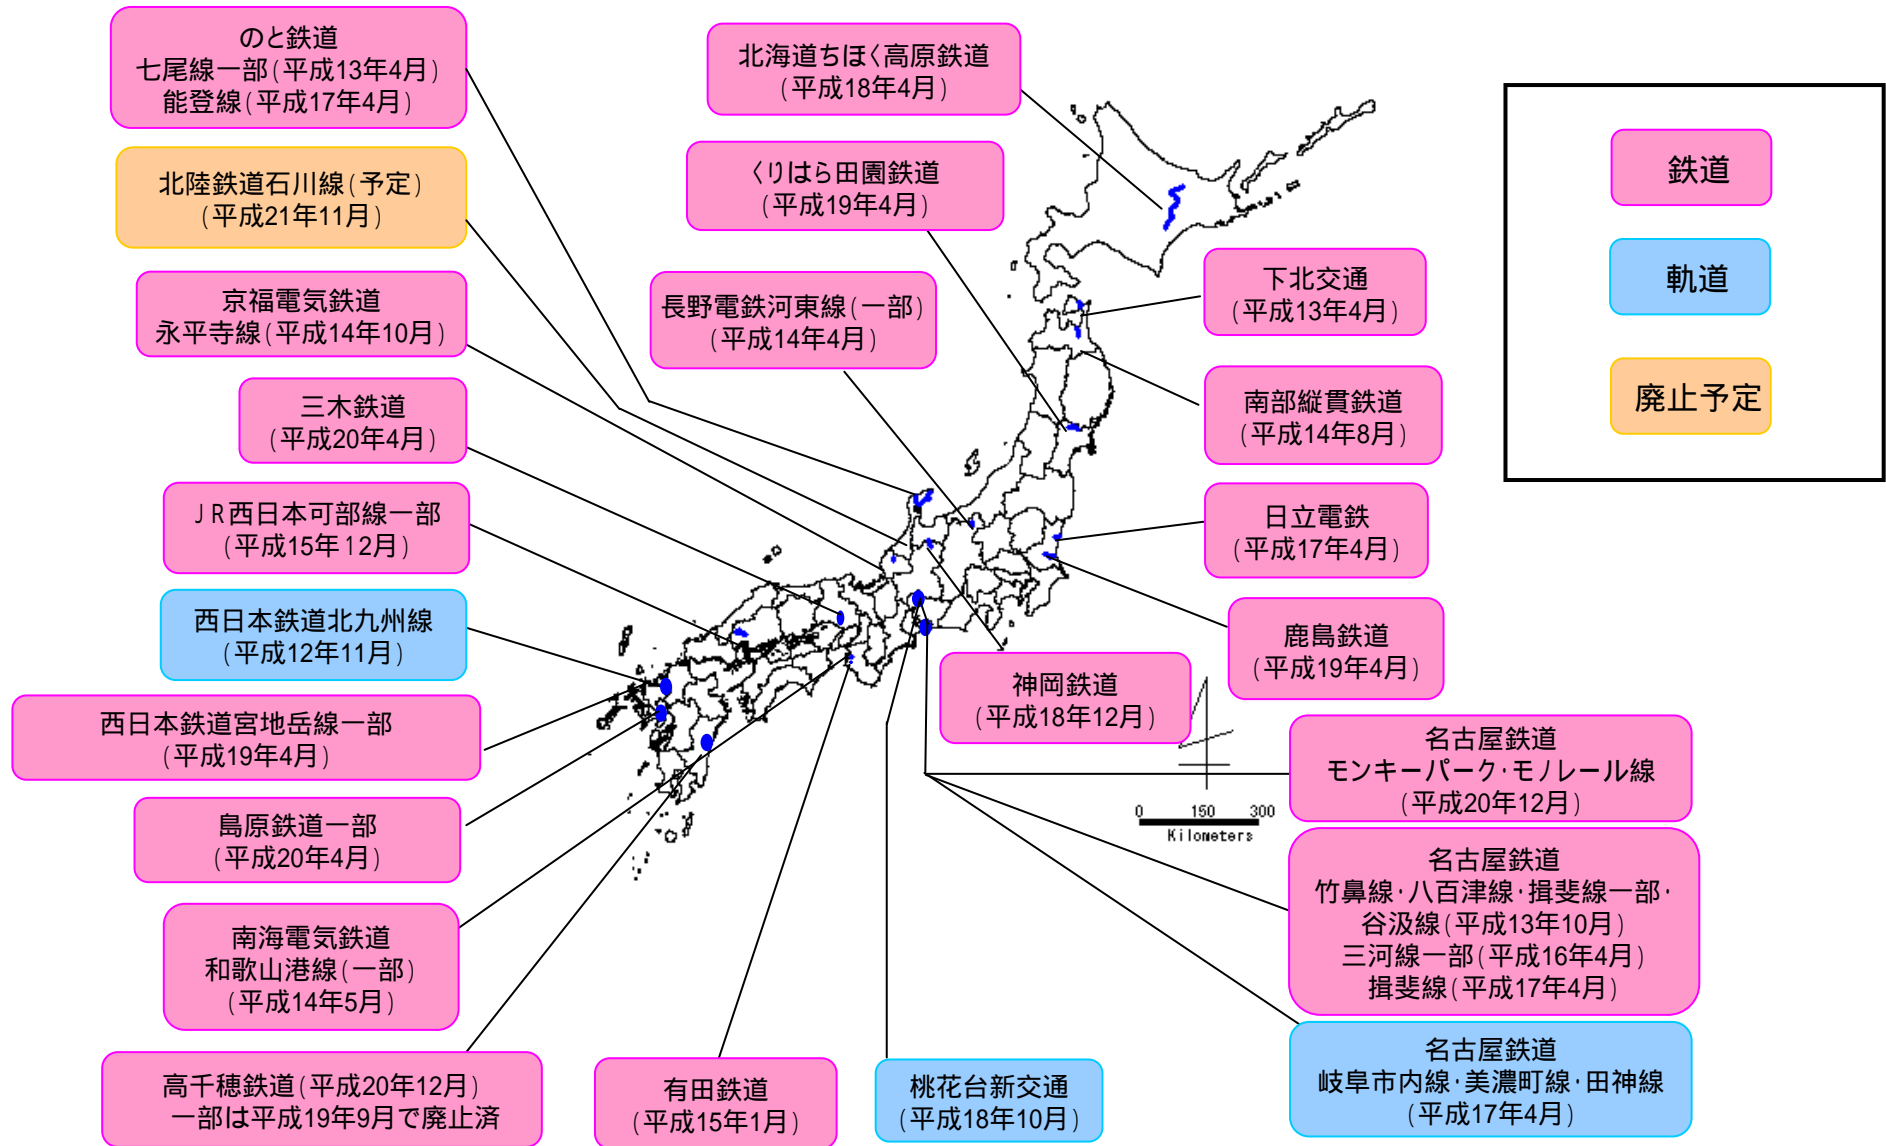 のと鉄道
七尾線一部(平成13年4月)
能登線(平成17年4月)
北陸鉄道石川線(予定)
(平成21年11月)
京福電気鉄道
永平寺線(平成14年10月)
三木鉄道
(平成20年4月)
JR西日本可部線一部
(平成15年12月)
西日本鉄道北九州線
(平成12年11月)
西日本鉄道宮地岳線一部
(平成19年4月)
島原鉄道一部
(平成20年4月)
南海電気鉄道
和歌山港線(一部)
(平成14年5月)
高千穂鉄道(平成20年12月)
一部は平成19年9月で廃止済
北海道ちほく高原鉄道
(平成18年4月)
くりはら田園鉄道
(平成19年4月)
長野電鉄河東線(一部)
(平成14年4月)
下北交通
(平成13年4月)
南部縦貫鉄道
(平成14年8月)
日立電鉄
(平成17年4月)
鹿島鉄道
(平成19年4月)
神岡鉄道
(平成18年12月)
名古屋鉄道
モンキーパーク・モノレール線
(平成20年12月)
名古屋鉄道
竹鼻線・八百津線・揖斐線一部・
谷汲線(平成13年10月)
三河線一部(平成16年4月)
揖斐線(平成17年4月)
名古屋鉄道
岐阜市内線・美濃町線・田神線
(平成17年4月)
有田鉄道
(平成15年1月)
桃花台新交通
(平成18年10月)
0 150 300
Kilometers
鉄道
軌道
廃止予定